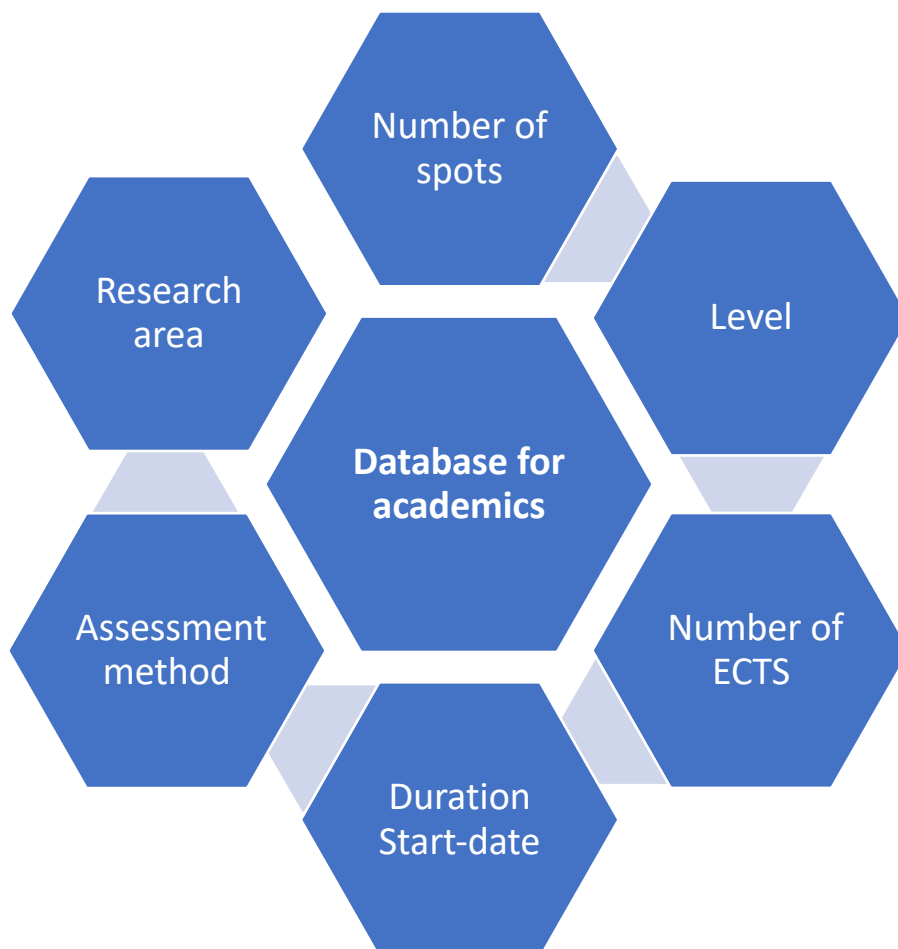 Number of
spots
Research
area
Level
Database for
academics
Assessment
method
Number of
ECTS
Duration
Start-date